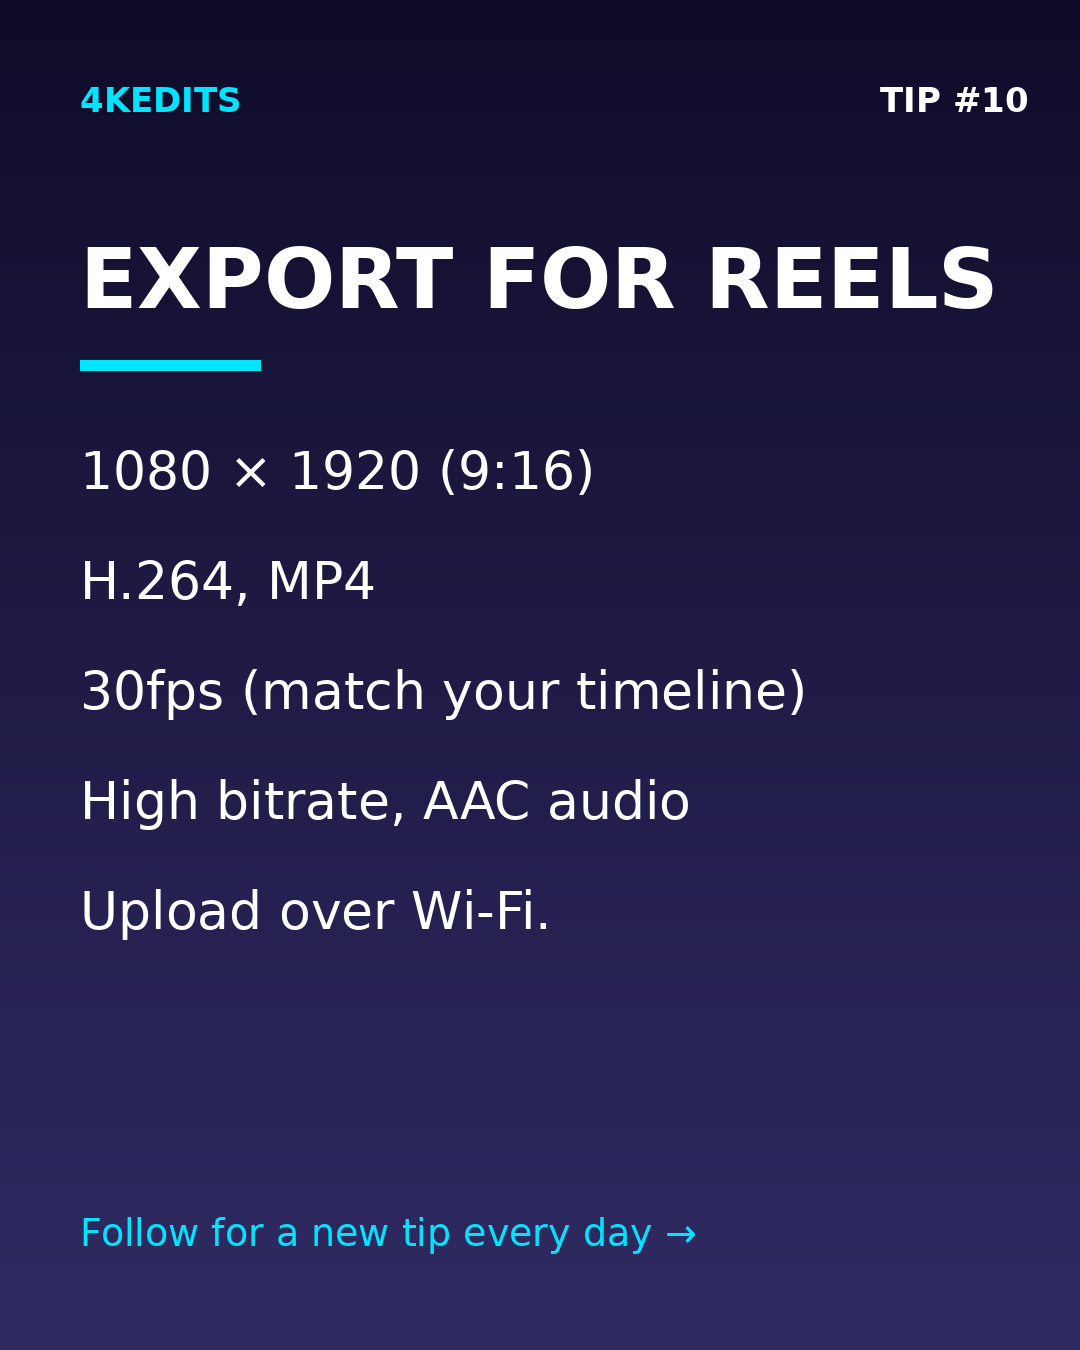 4KEDITS
TIP #10
EXPORT FOR REELS
1080 × 1920 (9:16)
H.264, MP4
30fps (match your timeline)
High bitrate, AAC audio
Upload over Wi-Fi.
Follow for a new tip every day →